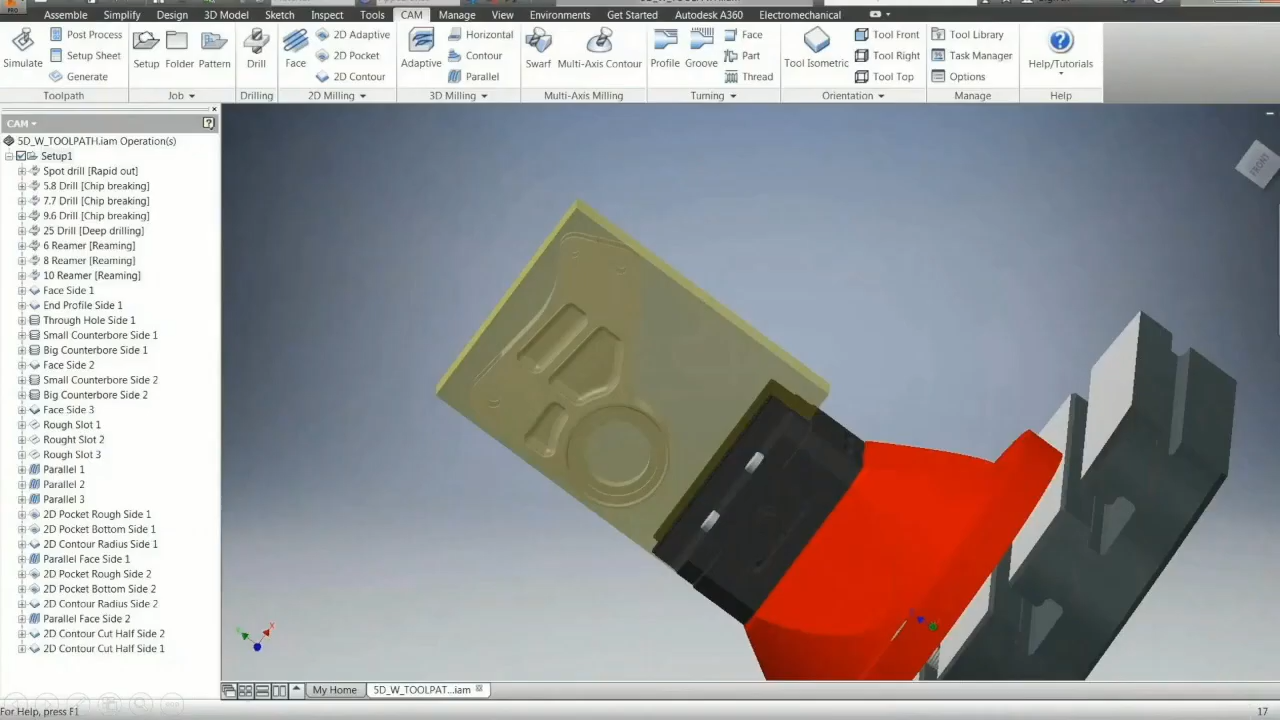 Assemble Simplify Design 3D Model Sketch Inspect Tools CAM Manage View Environments Get Started Autodesk A360 Electromechanical
Simulate
Post Process
Setup Sheet
Generate
Toolpath
Setup Folder Pattern
Job
Drill
Drilling
Face
2D Adaptive
2D Pocket
2D Contour
2D Milling
Adaptive
Horizontal
Contour
Parallel
3D Milling
Swarf Multi-Axis Contour
Multi-Axis Milling
Profile Groove
Face
Part
Thread
Turning
Tool Isometric
Tool Front
Tool Right
Tool Top
Orientation
Tool Library
Task Manager
Options
Manage
Help/Tutorials
Help
CAM
5D_W_TOOLPATH.iam Operation(s)
Setup1
Spot drill [Rapid out]
5.8 Drill [Chip breaking]
7.7 Drill [Chip breaking]
9.6 Drill [Chip breaking]
25 Drill [Deep drilling]
6 Reamer [Reaming]
8 Reamer [Reaming]
10 Reamer [Reaming]
Face Side 1
End Profile Side 1
Through Hole Side 1
Small Counterbore Side 1
Big Counterbore Side 1
Face Side 2
Small Counterbore Side 2
Big Counterbore Side 2
Face Side 3
Rough Slot 1
Rought Slot 2
Rough Slot 3
Parallel 1
Parallel 2
Parallel 3
2D Pocket Rough Side 1
2D Pocket Bottom Side 1
2D Contour Radius Side 1
Parallel Face Side 1
2D Pocket Rough Side 2
2D Pocket Bottom Side 2
2D Contour Radius Side 2
Parallel Face Side 2
2D Contour Cut Half Side 2
2D Contour Cut Half Side 1
FRONT
My Home 5D_W_TOOLPAT...iam
For Help, press F1
17